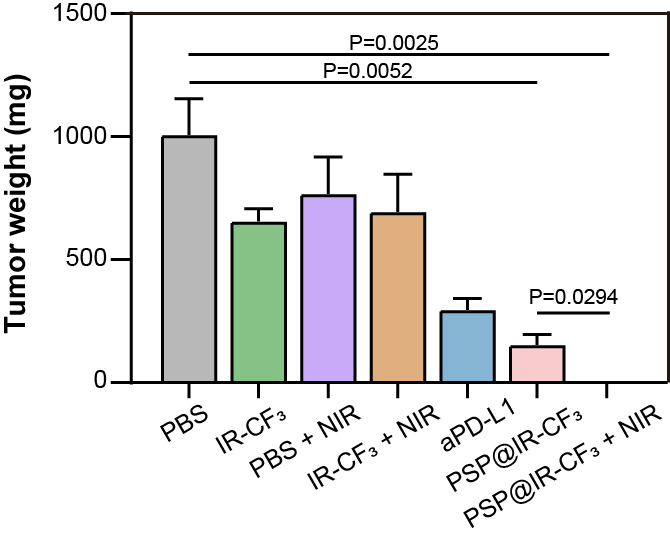 Tumor weight (mg)
1500
1000
500
0
P=0.0025
P=0.0052
P=0.0294
PBS
IR-CF₃
PBS + NIR
IR-CF₃ + NIR
aPD-L1
PSP@IR-CF₃
PSP@IR-CF₃ + NIR